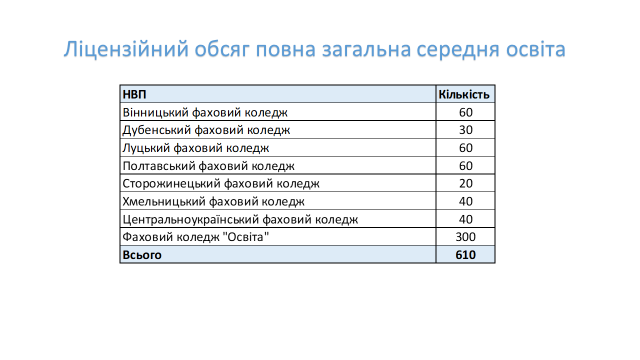 Ліцензійний обсяг повна загальна середня освіта
НВП Кількість
Вінницький фаховий коледж 60
Дубенський фаховий коледж 30
Луцький фаховий коледж 60
Полтавський фаховий коледж 60
Сторожинецький фаховий коледж 20
Хмельницький фаховий коледж 40
Центральноукраїнський фаховий коледж 40
Фаховий коледж "Освіта" 300
Всього 610